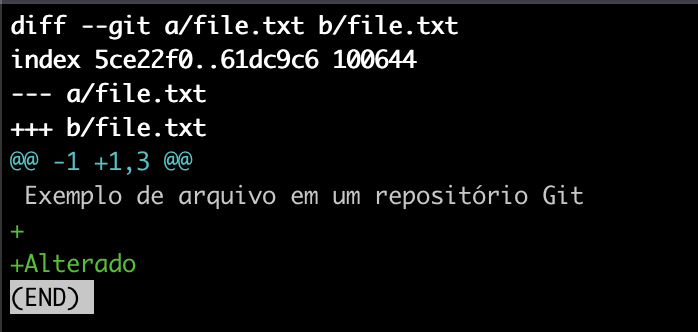 diff --git a/file.txt b/file.txt
index 5ce22f0..61dc9c6 100644
--- a/file.txt
+++ b/file.txt
@@ -1 +1,3 @@
 Exemplo de arquivo em um repositório Git
+
+Alterado
(END)